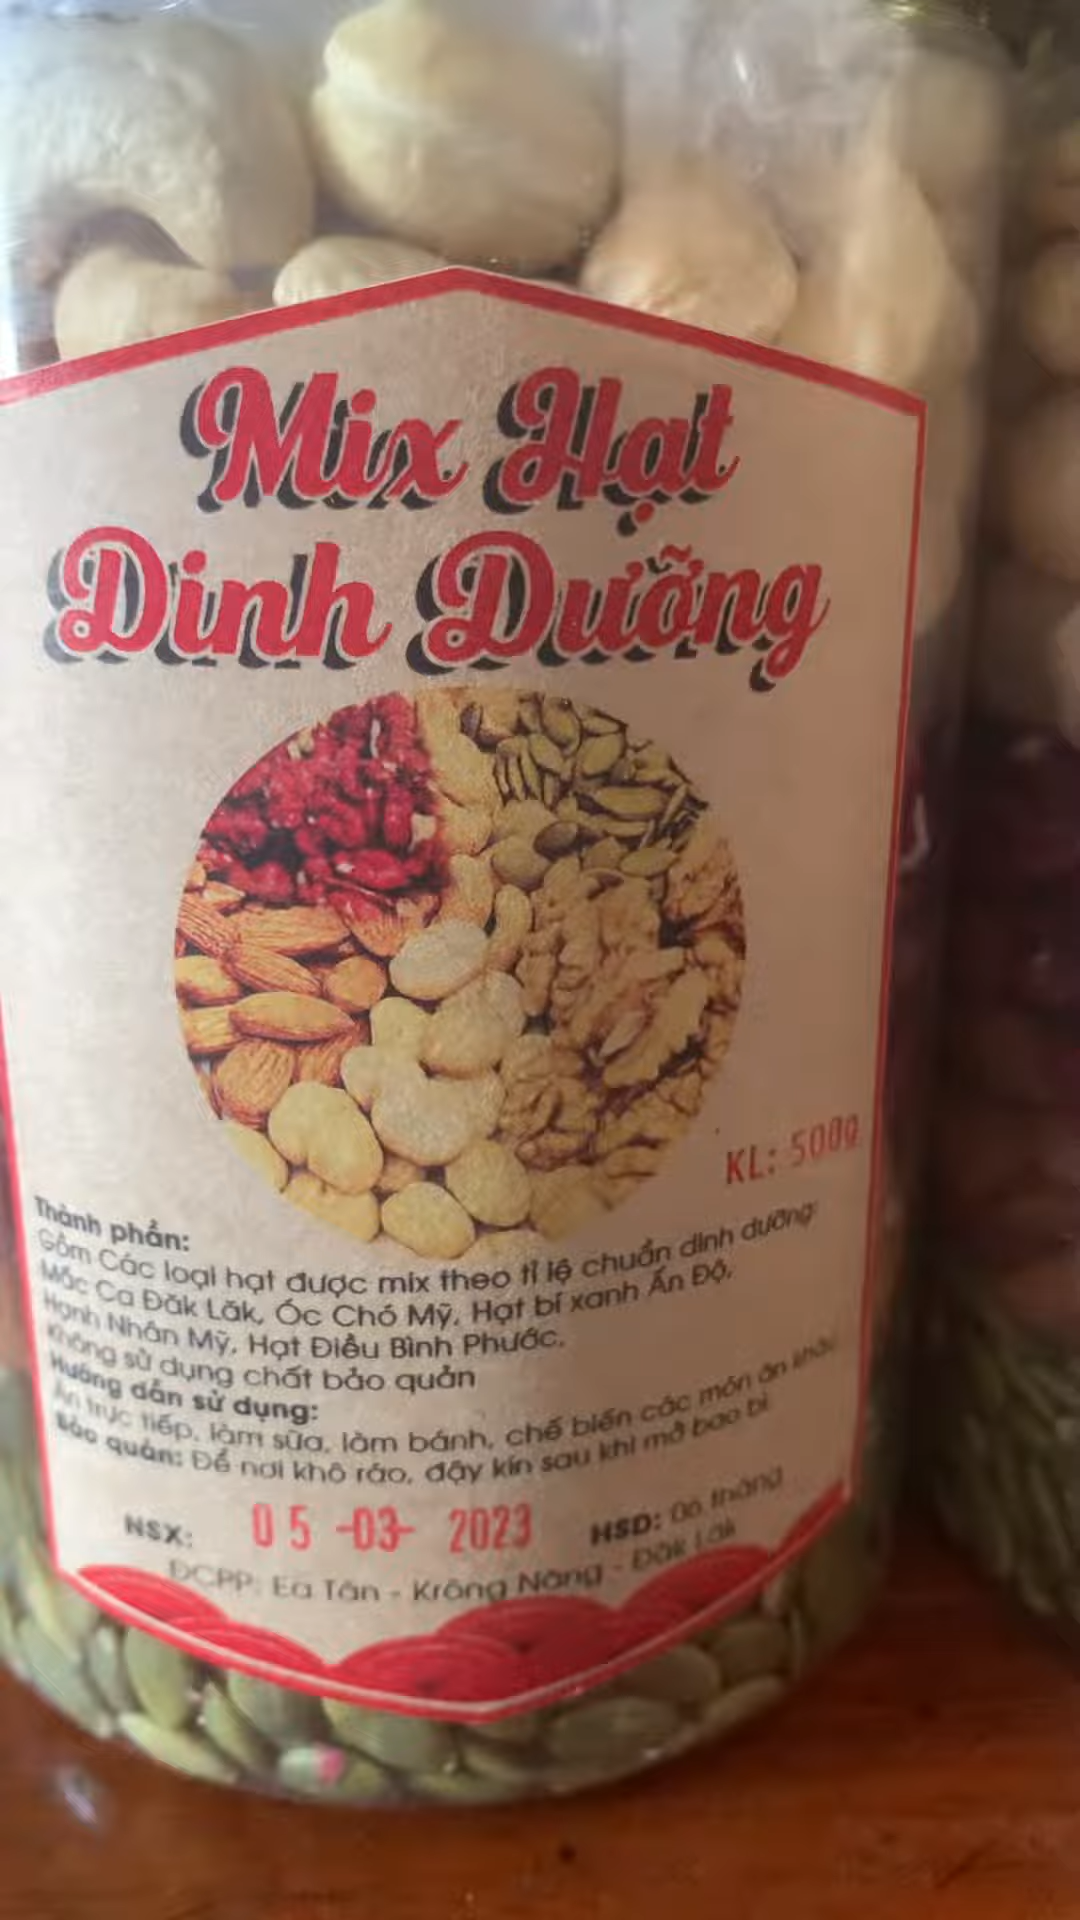 Mix Hạt
Dinh Dưỡng
KL: 500g
Thành phần:
Gồm Các loại hạt được mix theo tỉ lệ chuẩn dinh dưỡng:
Mắc Ca Đăk Lăk, Óc Chó Mỹ, Hạt bí xanh Ấn Độ,
Hạnh Nhân Mỹ, Hạt Điều Bình Phước.
Không sử dụng chất bảo quản
Hướng dẫn sử dụng:
Ăn trực tiếp, làm sữa, làm bánh, chế biến các món ăn khác
Bảo quản: Để nơi khô ráo, đậy kín sau khi mở bao bì
NSX: 05-03-2023 HSD: 06 tháng
ĐCPP: Ea Tân - Krông Năng - Đăk Lăk